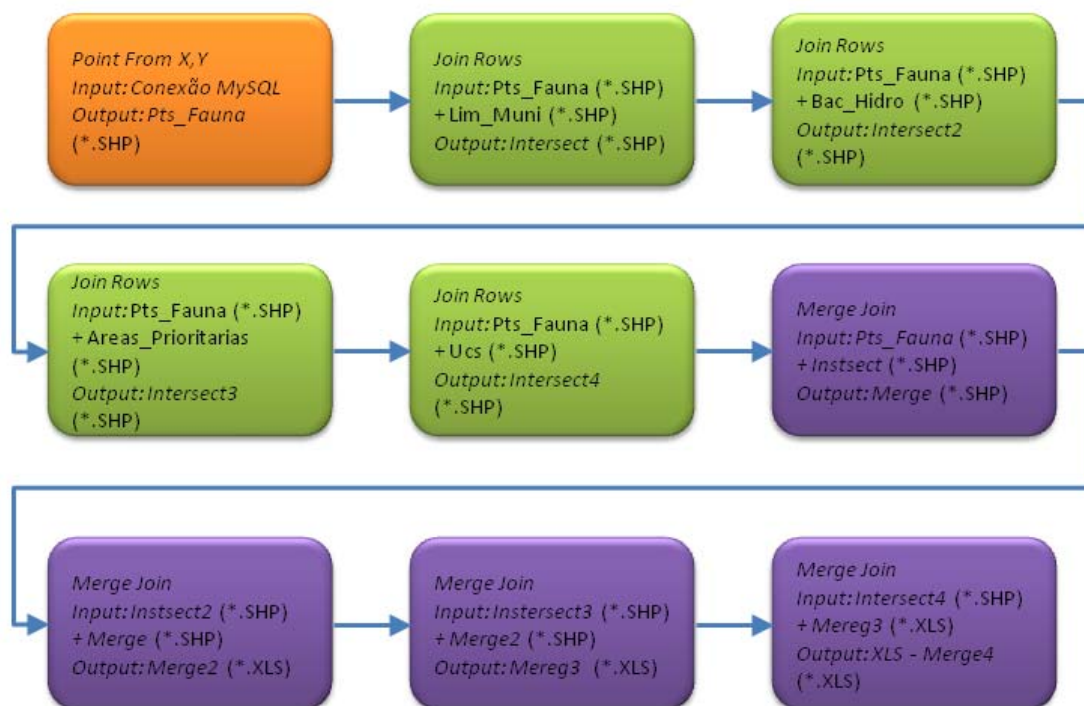 Point From X,Y
Input: Conexão MySQL
Output: Pts_Fauna
(*.SHP)
Join Rows
Input: Pts_Fauna (*.SHP)
+ Lim_Muni (*.SHP)
Output: Intersect (*.SHP)
Join Rows
Input: Pts_Fauna (*.SHP)
+ Bac_Hidro (*.SHP)
Output: Intersect2
(*.SHP)
Join Rows
Input: Pts_Fauna (*.SHP)
+ Areas_Prioritarias
(*.SHP)
Output: Intersect3
(*.SHP)
Join Rows
Input: Pts_Fauna (*.SHP)
+ Ucs (*.SHP)
Output: Intersect4
(*.SHP)
Merge Join
Input: Pts_Fauna (*.SHP)
+ Instsect (*.SHP)
Output: Merge (*.SHP)
Merge Join
Input: Instsect2 (*.SHP)
+ Merge (*.SHP)
Output: Merge2 (*.XLS)
Merge Join
Input: Instersect3 (*.SHP)
+ Merge2 (*.SHP)
Output: Mereg3 (*.XLS)
Merge Join
Input: Intersect4 (*.SHP)
+ Mereg3 (*.XLS)
Output: XLS - Merge4
(*.XLS)